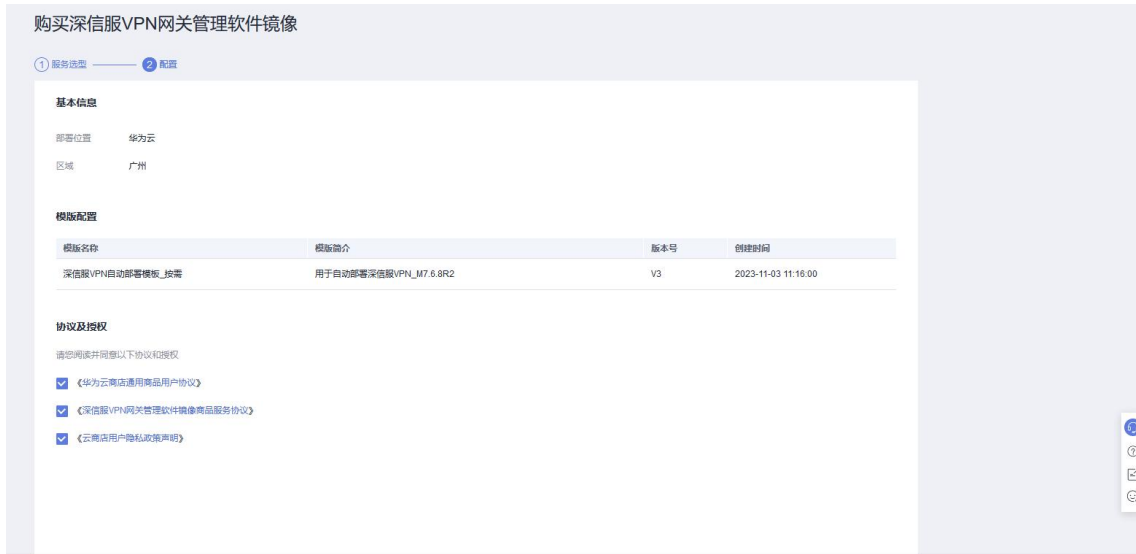 购买深信服VPN网关管理软件镜像
1 服务选型 2 配置
基本信息
部署位置 华为云
区域 广州
模版配置
模版名称 模版简介 版本号 创建时间
深信服VPN自动部署模板_按需 用于自动部署深信服VPN_M7.6.8R2 V3 2023-11-03 11:16:00
协议及授权
请您阅读并同意以下协议和授权
《华为云商店通用商品用户协议》
《深信服VPN网关管理软件镜像商品服务协议》
《云商店用户隐私政策声明》